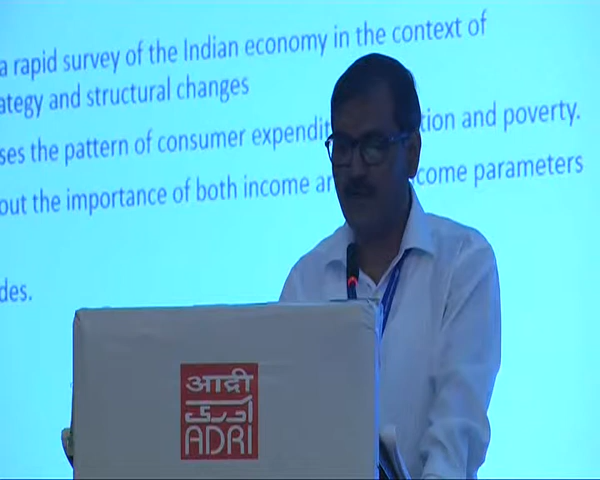 a rapid survey of the Indian economy in the context of
ategy and structural changes
ses the pattern of consumer expendit tion and poverty.
out the importance of both income an come parameters
des.
आद्री
ادری
ADRI